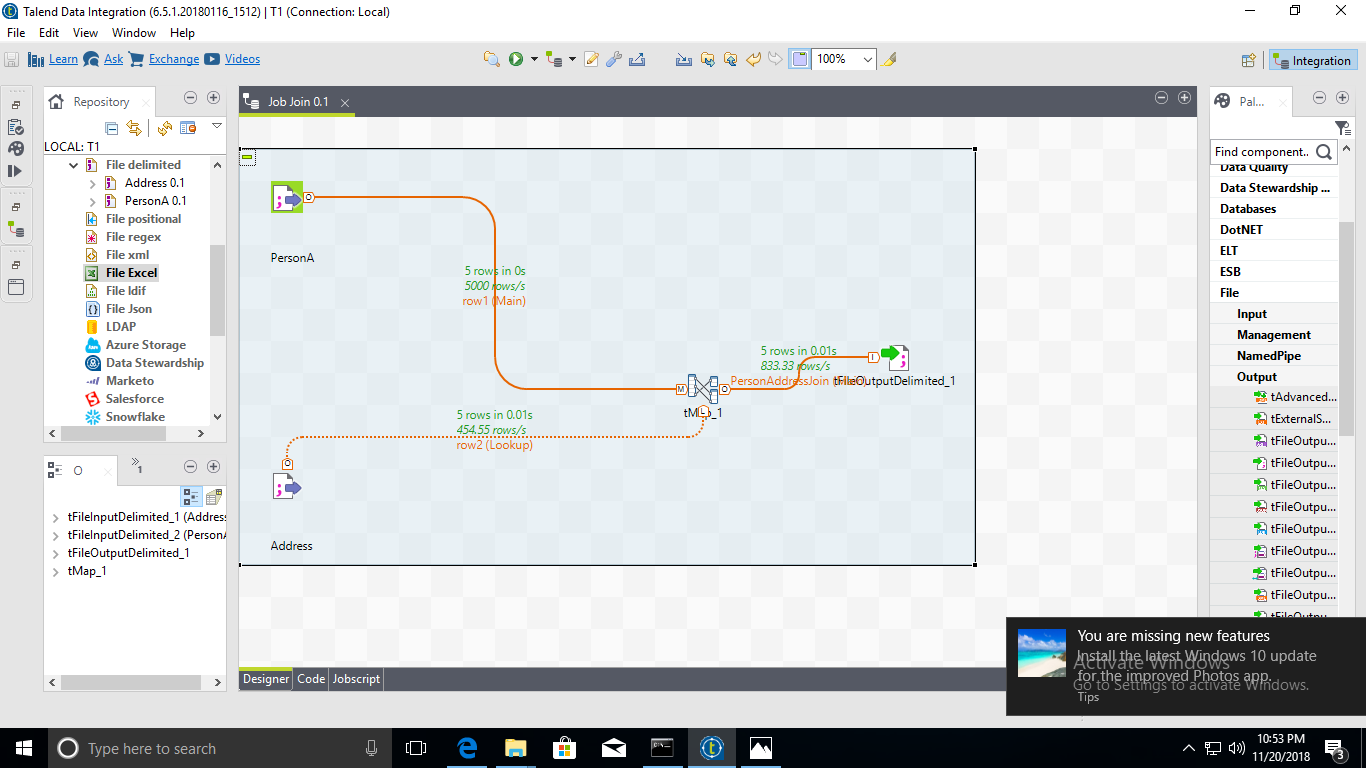 Talend Data Integration (6.5.1.20180116_1512) | T1 (Connection: Local)
File Edit View Window Help
Learn Ask Exchange Videos 100% Integration
Repository
LOCAL: T1
File delimited
Address 0.1
PersonA 0.1
File positional
File regex
File xml
File Excel
File ldif
File Json
LDAP
Azure Storage
Data Stewardship
Marketo
Salesforce
Snowflake
O
1
tFileInputDelimited_1 (Address
tFileInputDelimited_2 (Person
tFileOutputDelimited_1
tMap_1
Job Join 0.1
O
PersonA
5 rows in 0s
5000 rows/s
row1 (Main)
5 rows in 0.01s
833.33 rows/s
PersonAddressJoin
tFileOutputDelimited_1
M
O
I
L
tMap_1
5 rows in 0.01s
454.55 rows/s
row2 (Lookup)
O
Address
Designer Code Jobscript
Pal...
Find component..
Data Quality
Data Stewardship ...
Databases
DotNET
ELT
ESB
File
Input
Management
NamedPipe
Output
tAdvanced...
tExternalS...
tFileOutpu...
tFileOutpu...
tFileOutpu...
tFileOutpu...
tFileOutpu...
tFileOutpu...
tFileOutpu...
tFileOutpu...
tFileOutpu...
You are missing new features
Install the latest Windows 10 update
for the improved Photos app.
Tips
Activate Windows
Go to Settings to activate Windows.
Type here to search
10:53 PM
11/20/2018
3